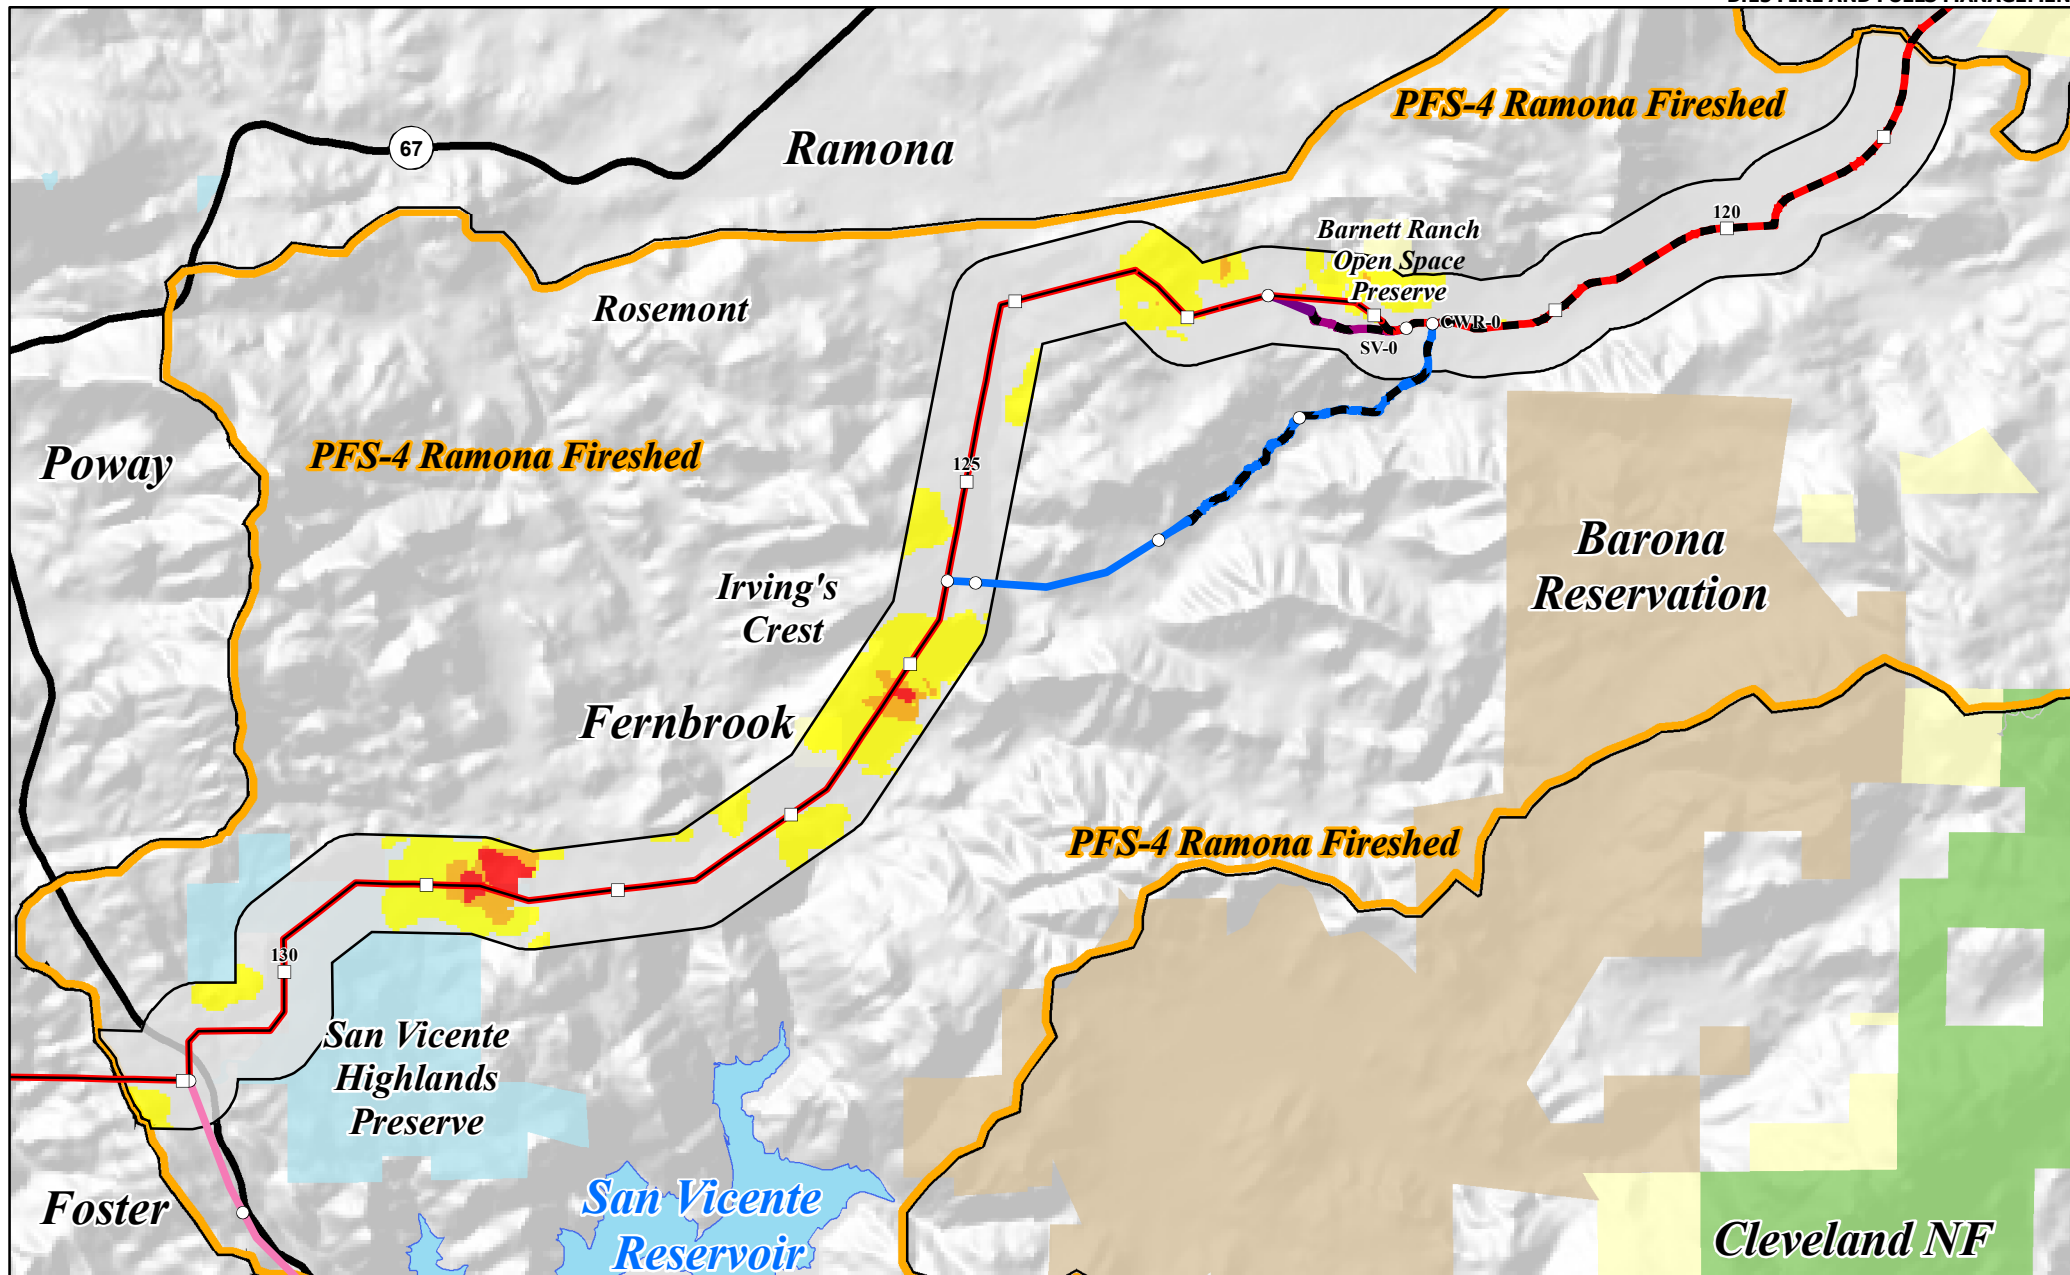 PFS-4 Ramona Fireshed
67
Ramona
120
Barnett Ranch
Open Space
Preserve
Rosemont
CWR-0
SV-0
Poway
PFS-4 Ramona Fireshed
125
Barona
Reservation
Irving's
Crest
Fernbrook
PFS-4 Ramona Fireshed
130
San Vicente
Highlands
Preserve
Foster
San Vicente
Reservoir
Cleveland NF